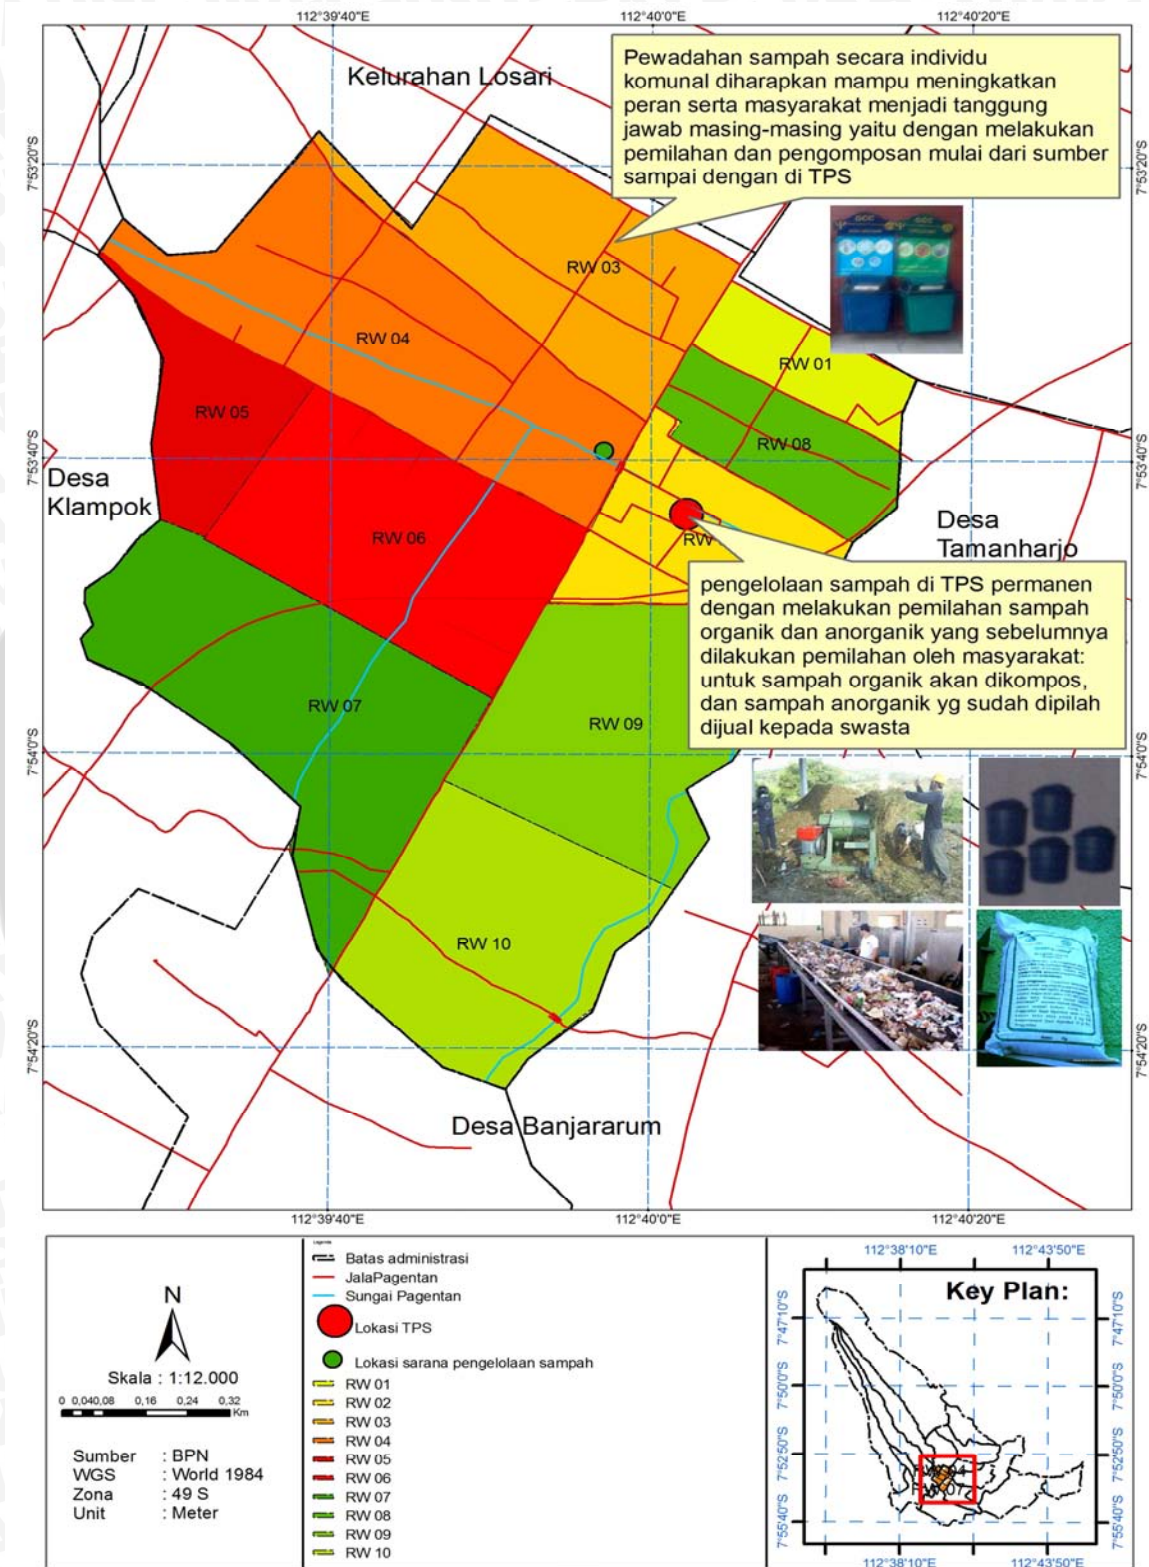 112°39'40"E
112°40'0"E
112°40'20"E
Kelurahan Losari
Pewadahan sampah secara individu
komunal diharapkan mampu meningkatkan
peran serta masyarakat menjadi tanggung
jawab masing-masing yaitu dengan melakukan
pemilahan dan pengomposan mulai dari sumber
sampai dengan di TPS
7°53'20"S
7°53'20"S
GCC
GCC
RW 03
RW 04
RW 01
RW 05
RW 08
7°53'40"S
7°53'40"S
Desa
Klampok
Desa
Tamanharjo
RW 06
RW
pengelolaan sampah di TPS permanen
dengan melakukan pemilahan sampah
organik dan anorganik yang sebelumnya
dilakukan pemilahan oleh masyarakat:
untuk sampah organik akan dikompos,
dan sampah anorganik yg sudah dipilah
dijual kepada swasta
RW 07
RW 09
7°54'0"S
7°54'0"S
RW 10
7°54'20"S
7°54'20"S
Desa Banjararum
112°39'40"E
112°40'0"E
112°40'20"E
N
Skala : 1:12.000
0 0,040,08 0,16 0,24 0,32
Km
Sumber : BPN
WGS : World 1984
Zona : 49 S
Unit : Meter
Legenda
Batas administrasi
JalaPagentan
Sungai Pagentan
Lokasi TPS
Lokasi sarana pengelolaan sampah
RW 01
RW 02
RW 03
RW 04
RW 05
RW 06
RW 07
RW 08
RW 09
RW 10
112°38'10"E
112°43'50"E
Key Plan:
7°47'10"S
7°47'10"S
7°50'0"S
7°50'0"S
7°52'50"S
7°52'50"S
7°55'40"S
7°55'40"S
112°38'10"E
112°43'50"E